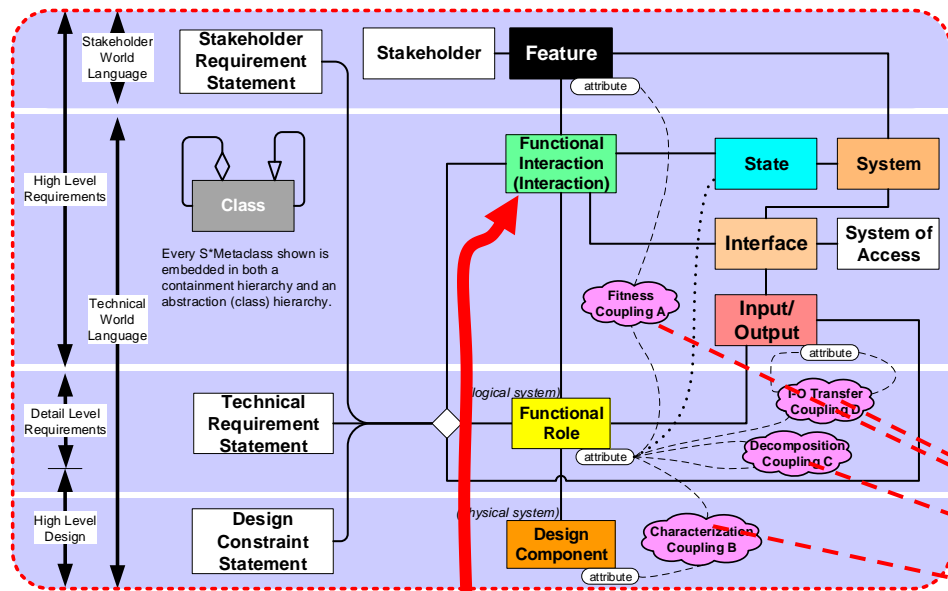 Stakeholder
World
Language
Stakeholder
Requirement
Statement
Stakeholder
Feature
attribute
High Level
Requirements
Technical
World
Language
Class
Every S*Metaclass shown is
embedded in both a
containment hierarchy and an
abstraction (class) hierarchy.
Functional
Interaction
(Interaction)
State
System
Interface
System of
Access
Fitness
Coupling A
Input/
Output
attribute
I-O Transfer
Coupling D
Detail Level
Requirements
Technical
Requirement
Statement
(logical system)
Functional
Role
attribute
Decomposition
Coupling C
High Level
Design
Design
Constraint
Statement
(physical system)
Design
Component
attribute
Characterization
Coupling B